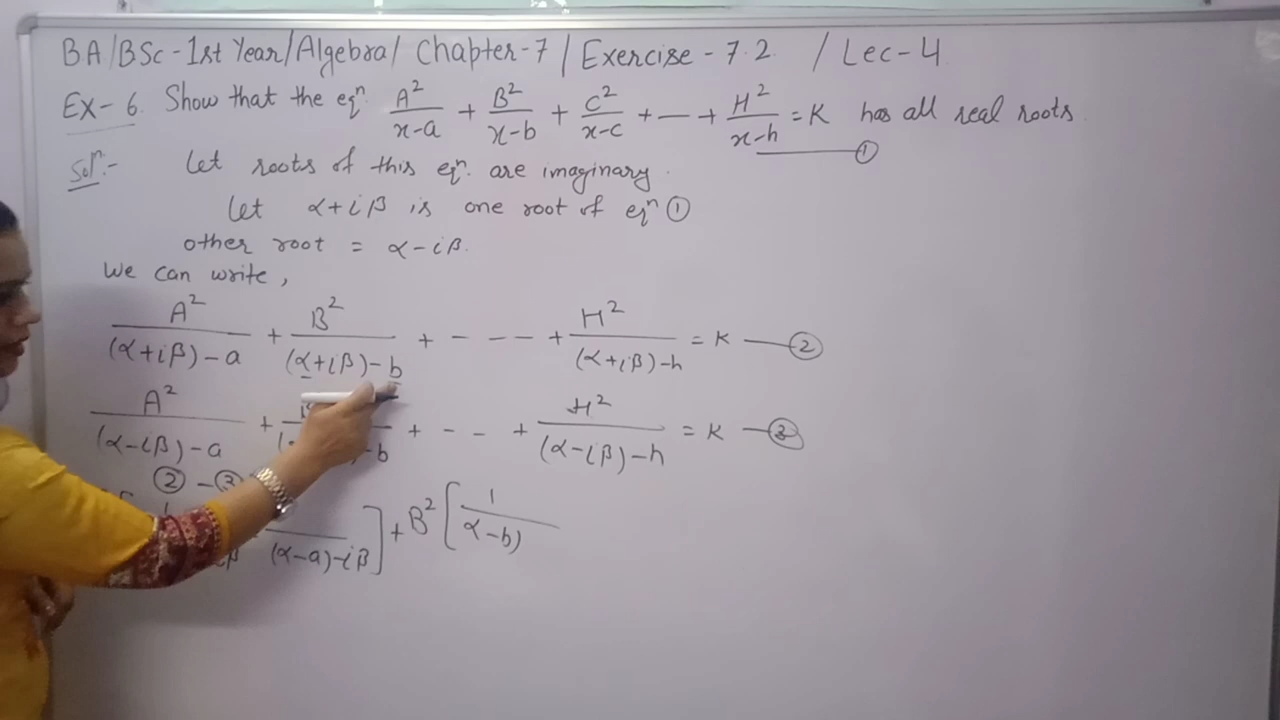 BA/BSc-1st Year/Algebra/ Chapter-7/Exercise-7.2 / Lec-4
Ex-6. Show that the eqⁿ. A²/(x-a) + B²/(x-b) + C²/(x-c) + — + H²/(x-h) = K has all real roots ——①
Solⁿ:- Let roots of this eqⁿ. are imaginary.
Let α+iβ is one root of eqⁿ ①
other root = α-iβ.
We can write,
A²/((α+iβ)-a) + B²/((α+iβ)-b) + - - - + H²/((α+iβ)-h) = K ——②
A²/((α-iβ)-a) + -b + - - + H²/((α-iβ)-h) = K —③
② - ③
(α-a)-iβ] + B² [1/(α-b)